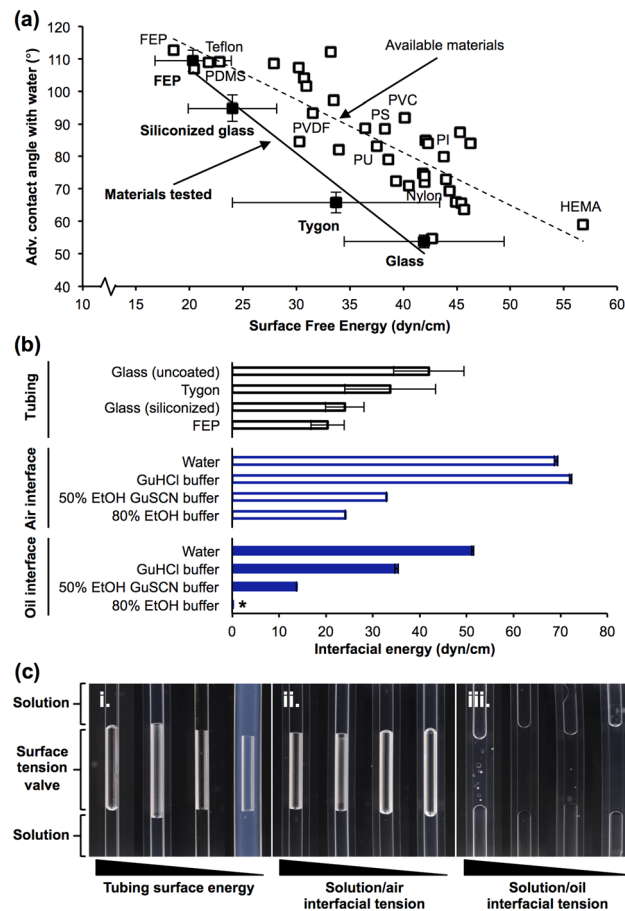 (a)
Adv. contact angle with water (°)
120
110
100
90
80
70
60
50
40
FEP
Teflon
Available materials
FEP
PDMS
Siliconized glass
PVDF
PS
PVC
PU
PI
Materials tested
Nylon
HEMA
Tygon
Glass
10 20 30 40 50 60
Surface Free Energy (dyn/cm)
(b)
Tubing
Glass (uncoated)
Tygon
Glass (siliconized)
FEP
Air interface
Water
GuHCl buffer
50% EtOH GuSCN buffer
80% EtOH buffer
Oil interface
Water
GuHCl buffer
50% EtOH GuSCN buffer
80% EtOH buffer *
0 10 20 30 40 50 60 70 80
Interfacial energy (dyn/cm)
(c)
i. ii. iii.
Solution
Surface
tension
valve
Solution
Tubing surface energy
Solution/air
interfacial tension
Solution/oil
interfacial tension